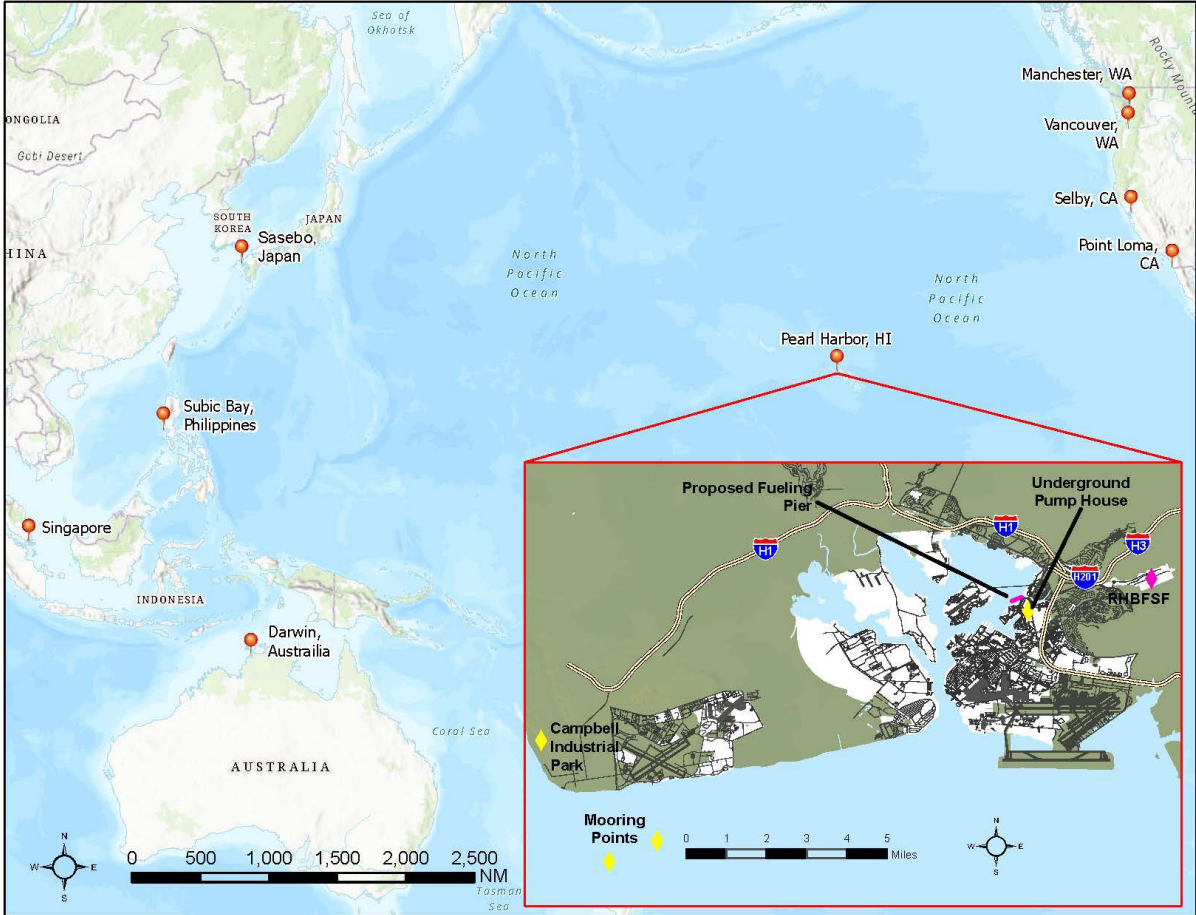 Sea of
Okhotsk
Rocky Mounta
Manchester, WA
ONGOLIA
Vancouver,
WA
Gobi Desert
Selby, CA
SOUTH
KOREA
JAPAN
Sasebo,
Japan
HINA
Point Loma,
CA
North
Pacific
Ocean
North
Pacific
Ocean
Pearl Harbor, HI
Subic Bay,
Philippines
Singapore
INDONESIA
Darwin,
Austrailia
Coral Sea
AUSTRALIA
Tasman
Sea
N
W
E
S
0 500 1,000 1,500 2,000 2,500
NM
Proposed Fueling
Pier
Underground
Pump House
H1
H1
H3
H201
RHBFSF
Campbell
Industrial
Park
Mooring
Points
0 1 2 3 4 5
Miles
N
W
E
S